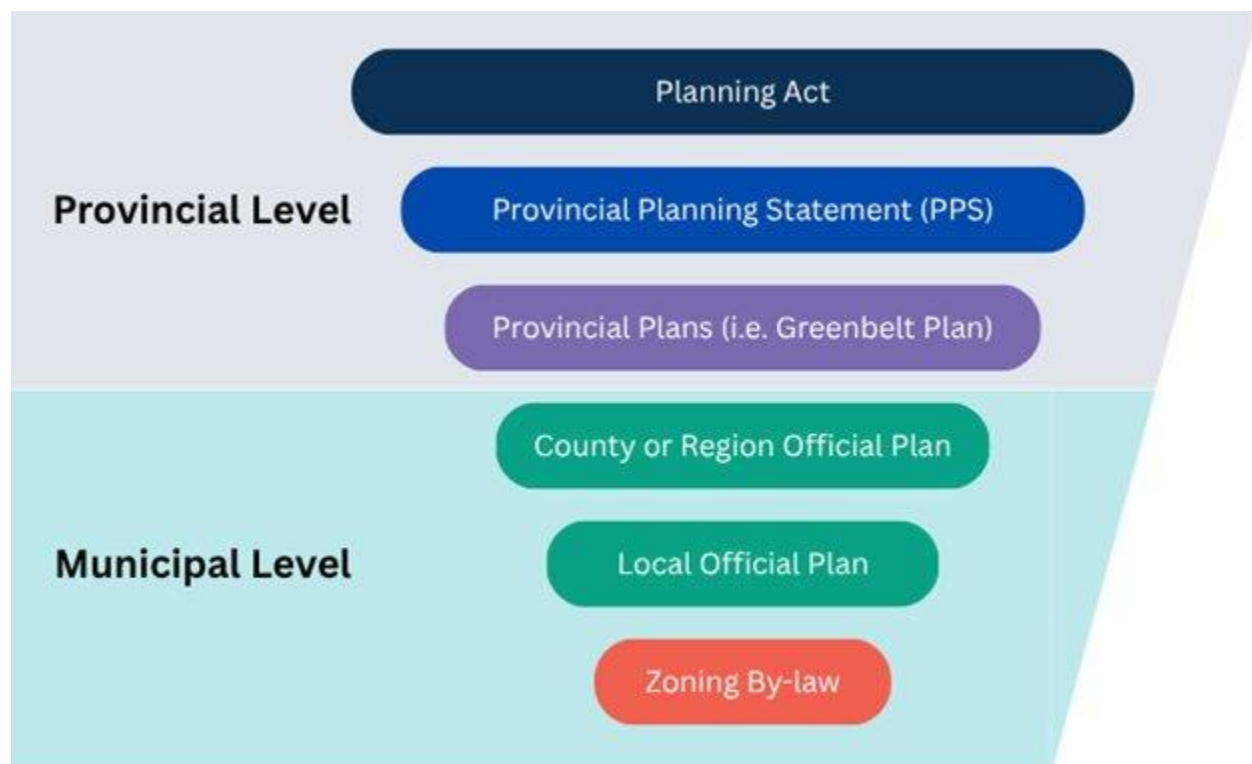 Planning Act
Provincial Level
Provincial Planning Statement (PPS)
Provincial Plans (i.e. Greenbelt Plan)
County or Region Official Plan
Municipal Level
Local Official Plan
Zoning By-law